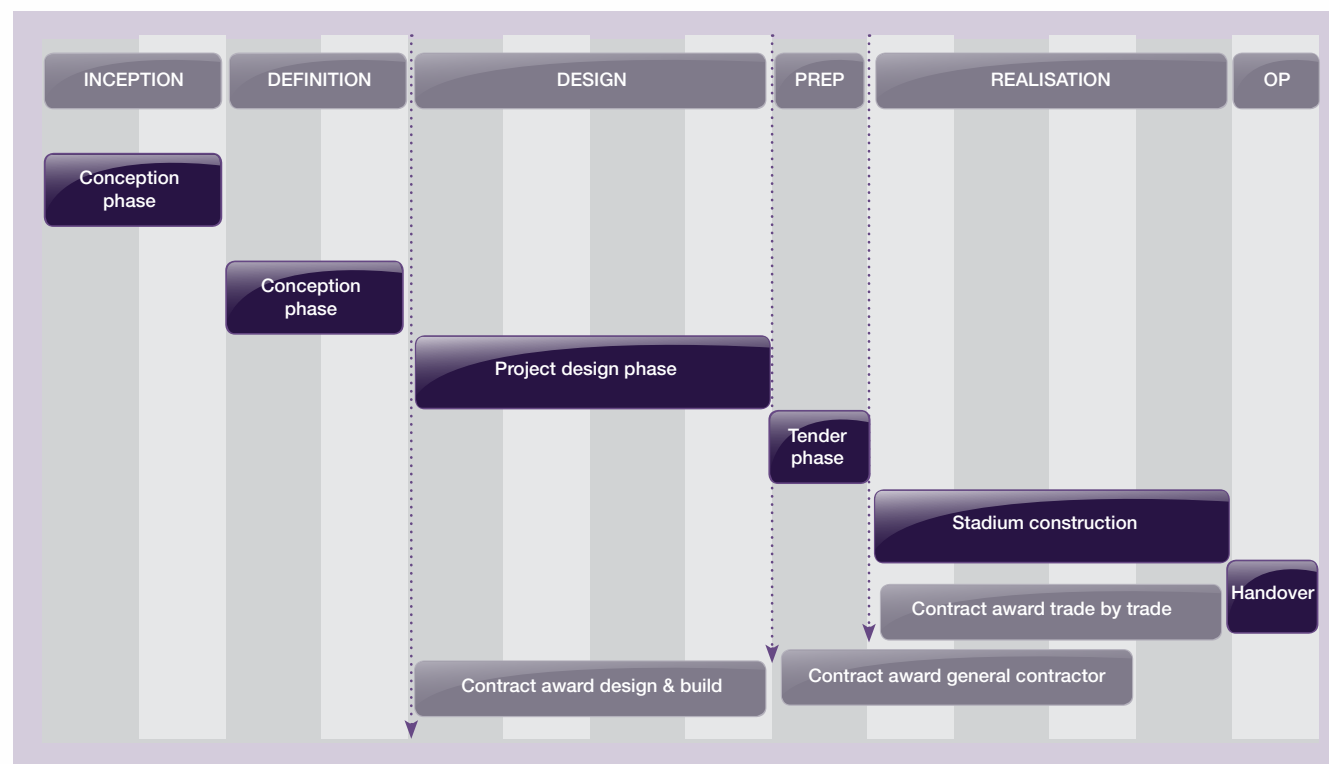 INCEPTION
DEFINITION
DESIGN
PREP
REALISATION
OP
Conception
phase
Conception
phase
Project design phase
Tender
phase
Stadium construction
Handover
Contract award trade by trade
Contract award general contractor
Contract award design & build